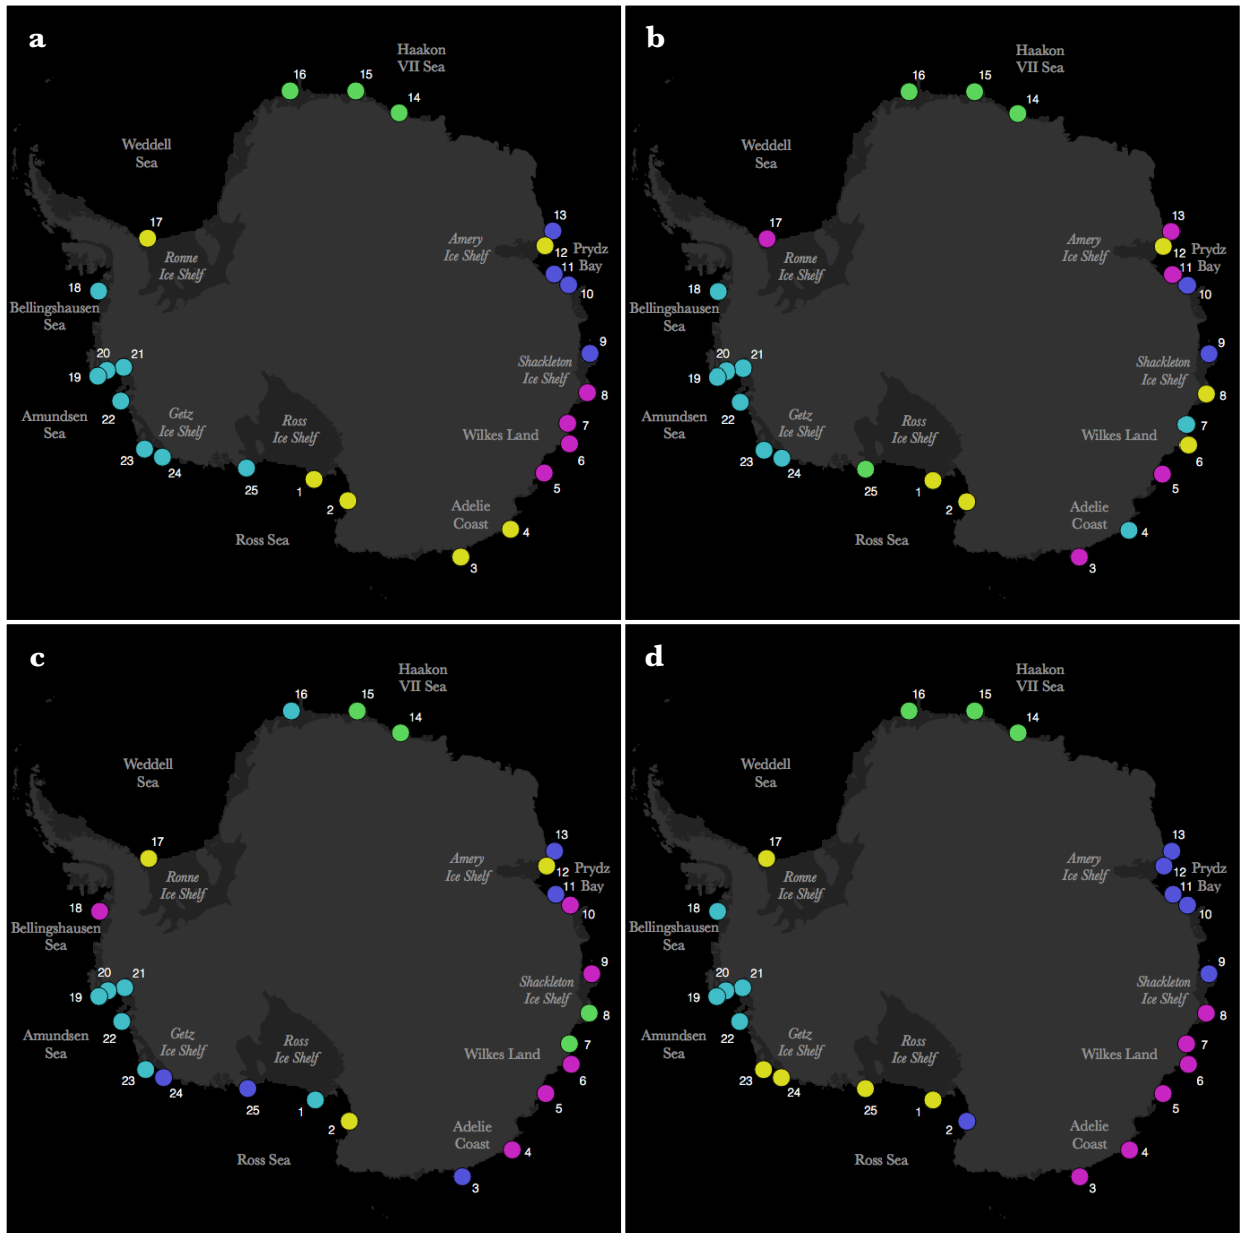 a
Haakon
VII Sea
16
15
14
Weddell
Sea
17
Ronne
Ice Shelf
Amery
Ice Shelf
13
12
Prydz
Bay
11
10
18
Bellingshausen
Sea
20
21
19
Shackleton
Ice Shelf
9
8
Amundsen
Sea
22
Getz
Ice Shelf
Ross
Ice Shelf
7
Wilkes Land
6
23
24
25
1
2
5
Adelie
Coast
4
Ross Sea
3
b
Haakon
VII Sea
16
15
14
Weddell
Sea
17
Ronne
Ice Shelf
Amery
Ice Shelf
13
12
Prydz
Bay
11
10
18
Bellingshausen
Sea
20
21
19
Shackleton
Ice Shelf
9
8
Amundsen
Sea
22
Getz
Ice Shelf
Ross
Ice Shelf
7
Wilkes Land
6
23
24
25
1
2
5
Adelie
Coast
4
Ross Sea
3
c
Haakon
VII Sea
16
15
14
Weddell
Sea
17
Ronne
Ice Shelf
Amery
Ice Shelf
13
12
Prydz
Bay
11
10
18
Bellingshausen
Sea
20
21
19
Shackleton
Ice Shelf
9
8
Amundsen
Sea
22
Getz
Ice Shelf
Ross
Ice Shelf
7
Wilkes Land
6
23
24
25
1
2
5
Adelie
Coast
4
Ross Sea
3
d
Haakon
VII Sea
16
15
14
Weddell
Sea
17
Ronne
Ice Shelf
Amery
Ice Shelf
13
12
Prydz
Bay
11
10
18
Bellingshausen
Sea
20
21
19
Shackleton
Ice Shelf
9
8
Amundsen
Sea
22
Getz
Ice Shelf
Ross
Ice Shelf
7
Wilkes Land
6
23
24
25
1
2
5
Adelie
Coast
4
Ross Sea
3